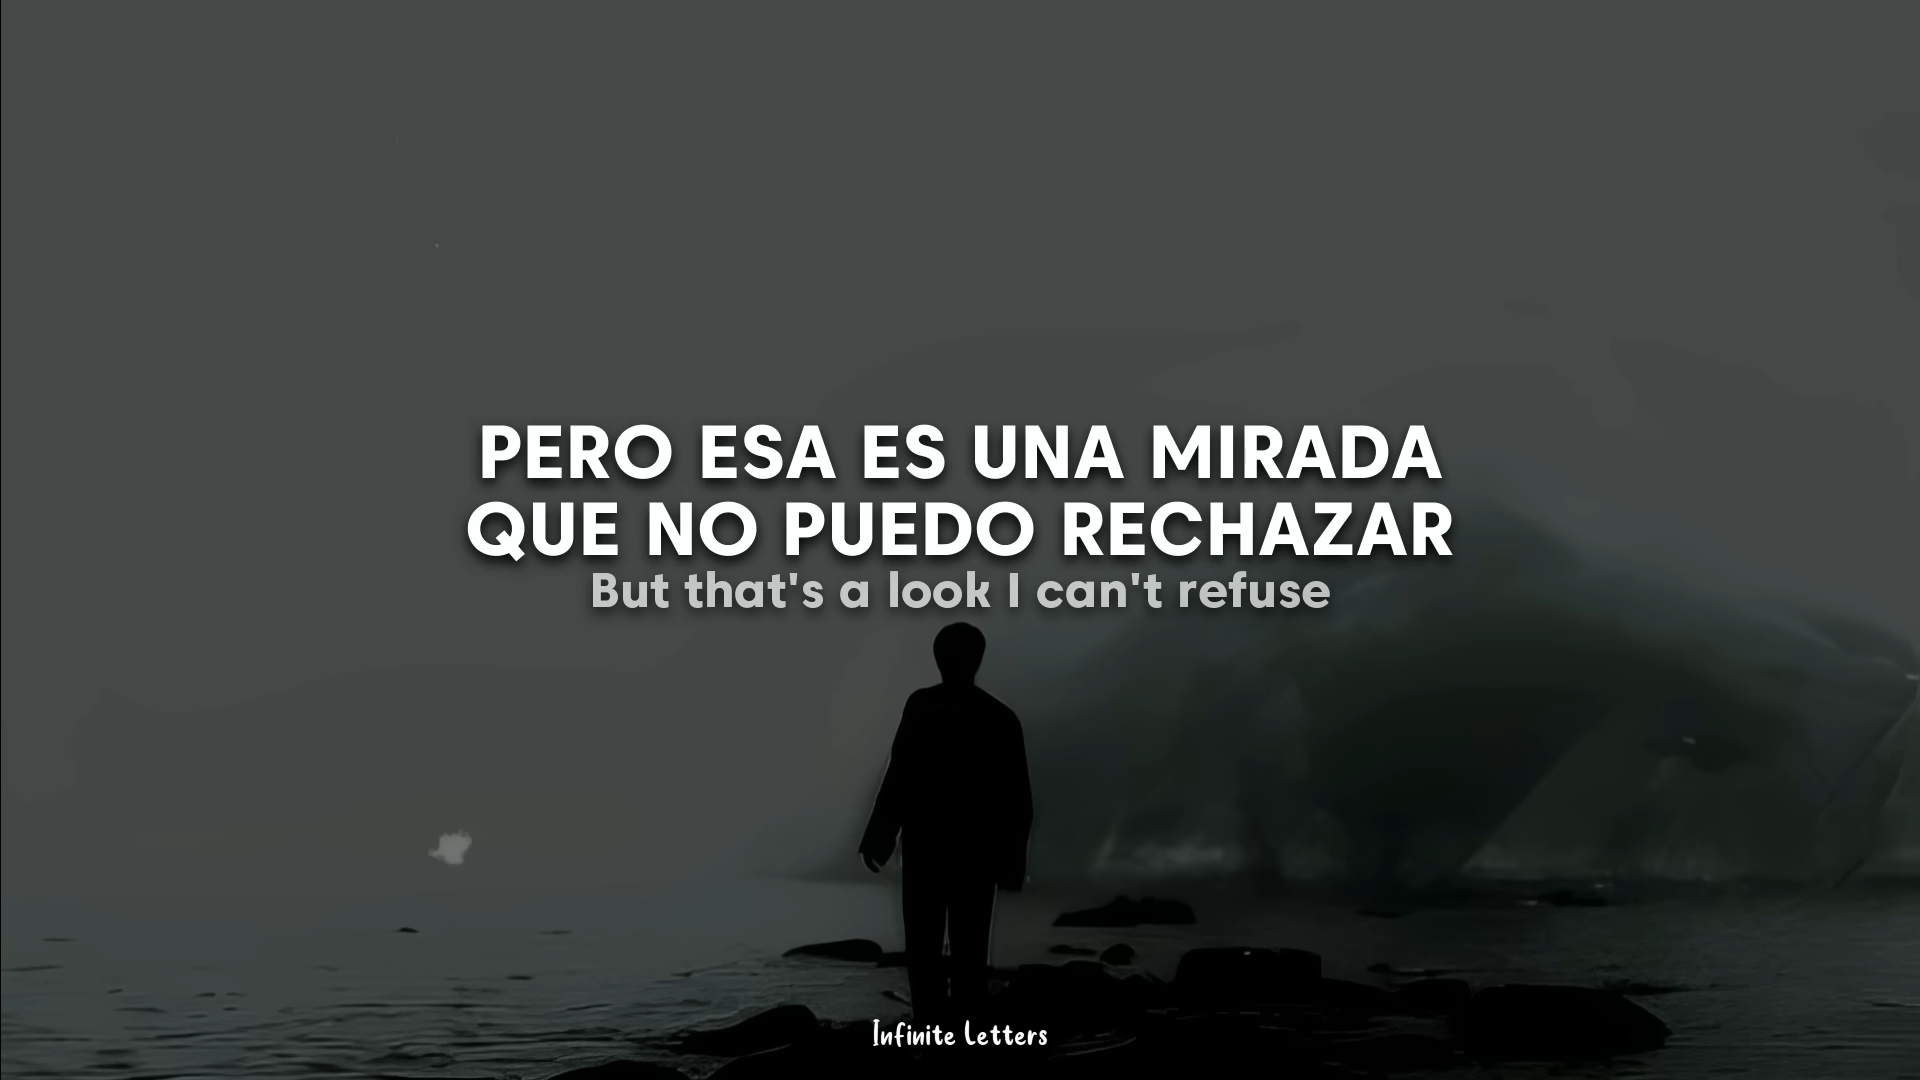 PERO ESA ES UNA MIRADA
QUE NO PUEDO RECHAZAR
But that's a look I can't refuse
Infinite Letters